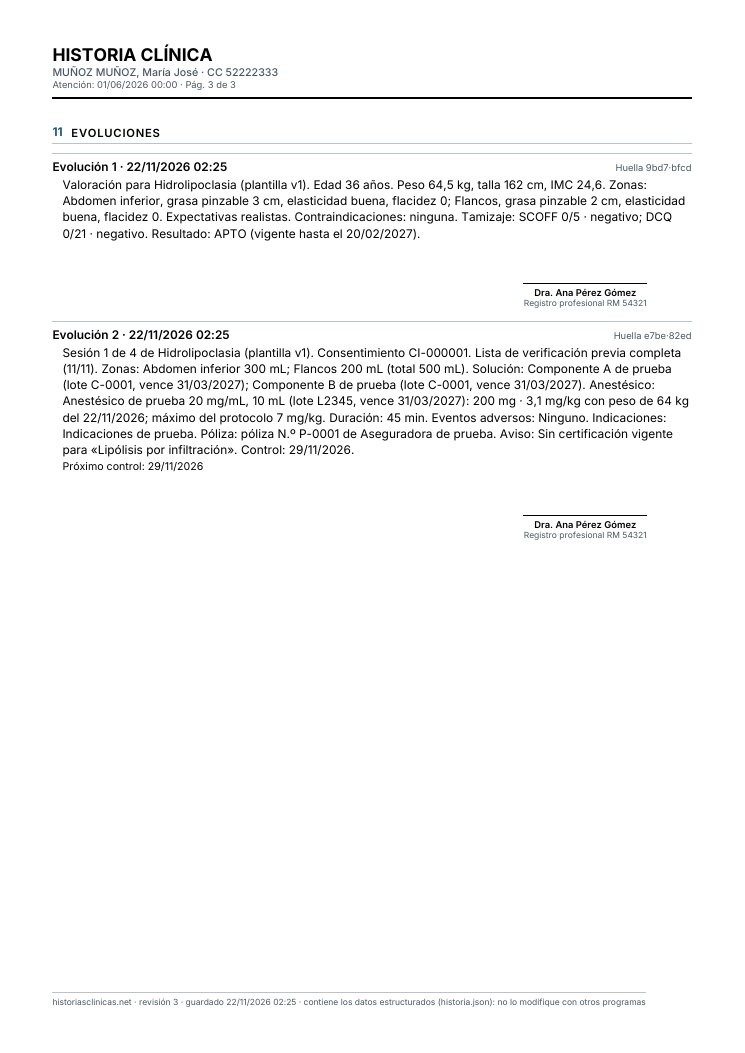 HISTORIA CLÍNICA
MUÑOZ MUÑOZ, María José · CC 52222333
Atención: 01/06/2026 00:00 · Pág. 3 de 3
11 EVOLUCIONES
Evolución 1 · 22/11/2026 02:25 Huella 9bd7·bfcd
Valoración para Hidrolipoclasia (plantilla v1). Edad 36 años. Peso 64,5 kg, talla 162 cm, IMC 24,6. Zonas:
Abdomen inferior, grasa pinzable 3 cm, elasticidad buena, flacidez 0; Flancos, grasa pinzable 2 cm, elasticidad
buena, flacidez 0. Expectativas realistas. Contraindicaciones: ninguna. Tamizaje: SCOFF 0/5 · negativo; DCQ
0/21 · negativo. Resultado: APTO (vigente hasta el 20/02/2027).
Dra. Ana Pérez Gómez
Registro profesional RM 54321
Evolución 2 · 22/11/2026 02:25 Huella e7be·82ed
Sesión 1 de 4 de Hidrolipoclasia (plantilla v1). Consentimiento CI-000001. Lista de verificación previa completa
(11/11). Zonas: Abdomen inferior 300 mL; Flancos 200 mL (total 500 mL). Solución: Componente A de prueba
(lote C-0001, vence 31/03/2027); Componente B de prueba (lote C-0001, vence 31/03/2027). Anestésico:
Anestésico de prueba 20 mg/mL, 10 mL (lote L2345, vence 31/03/2027): 200 mg · 3,1 mg/kg con peso de 64 kg
del 22/11/2026; máximo del protocolo 7 mg/kg. Duración: 45 min. Eventos adversos: Ninguno. Indicaciones:
Indicaciones de prueba. Póliza: póliza N.º P-0001 de Aseguradora de prueba. Aviso: Sin certificación vigente
para «Lipólisis por infiltración». Control: 29/11/2026.
Próximo control: 29/11/2026
Dra. Ana Pérez Gómez
Registro profesional RM 54321
historiasclinicas.net · revisión 3 · guardado 22/11/2026 02:25 · contiene los datos estructurados (historia.json): no lo modifique con otros programas